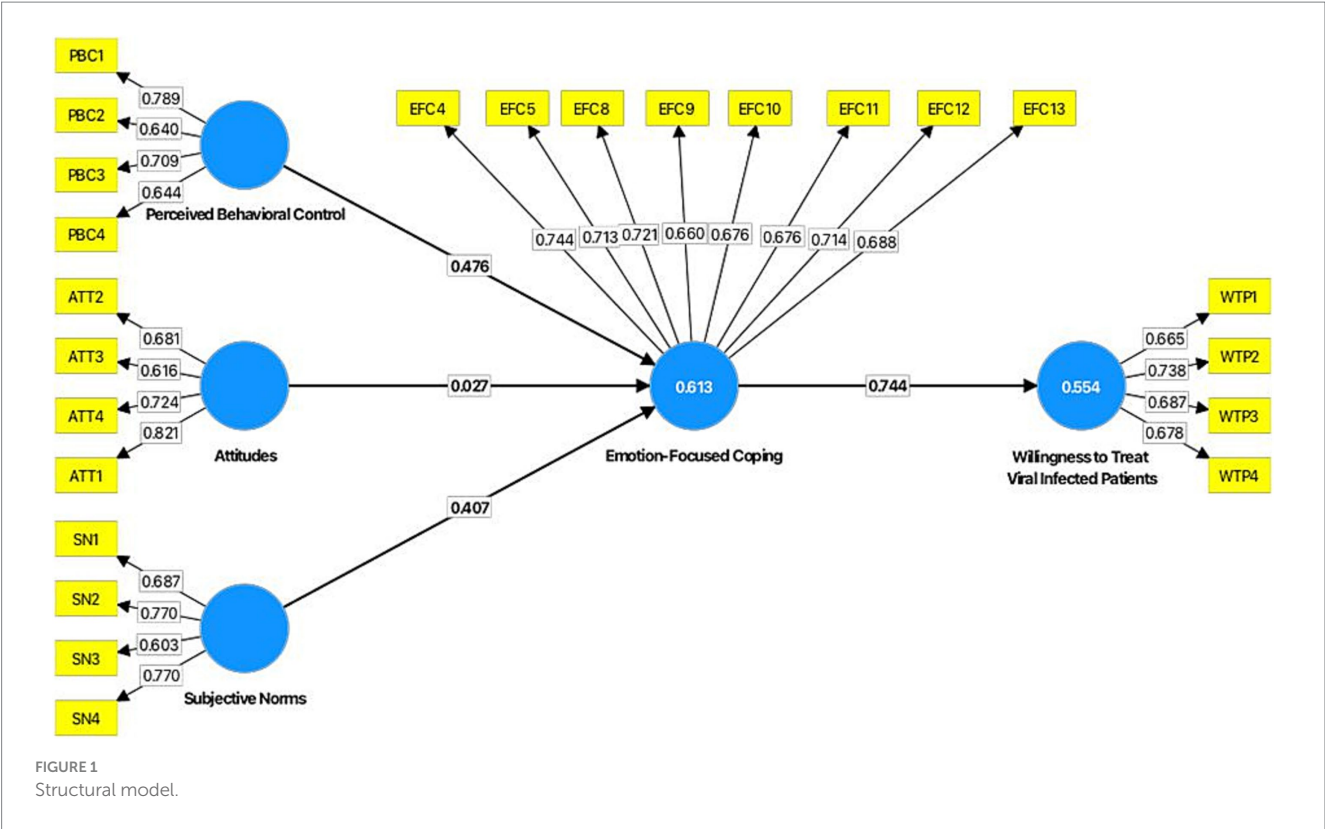 PBC1
PBC2
PBC3
PBC4
0.789
0.640
0.709
0.644
Perceived Behavioral Control
ATT2
ATT3
ATT4
ATT1
0.681
0.616
0.724
0.821
Attitudes
SN1
SN2
SN3
SN4
0.687
0.770
0.603
0.770
Subjective Norms
0.476
0.027
0.407
EFC4 EFC5 EFC8 EFC9 EFC10 EFC11 EFC12 EFC13
0.744 0.713 0.721 0.660 0.676 0.676 0.714 0.688
0.613
Emotion-Focused Coping
0.744
0.554
Willingness to Treat
Viral Infected Patients
0.665
0.738
0.687
0.678
WTP1
WTP2
WTP3
WTP4
FIGURE 1
Structural model.